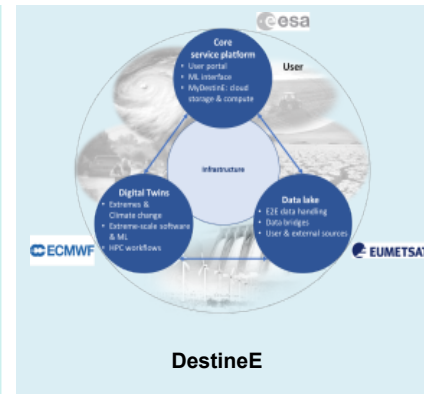 esa
Core
service platform
• User portal
• ML interface
• MyDestinE: cloud
storage & compute
User
Infrastructure
Digital Twins
• Extremes &
Climate change
• Extreme-scale software
& ML
• HPC workflows
Data lake
• E2E data handling
• Data bridges
• User & external sources
ECMWF
EUMETSAT
DestineE